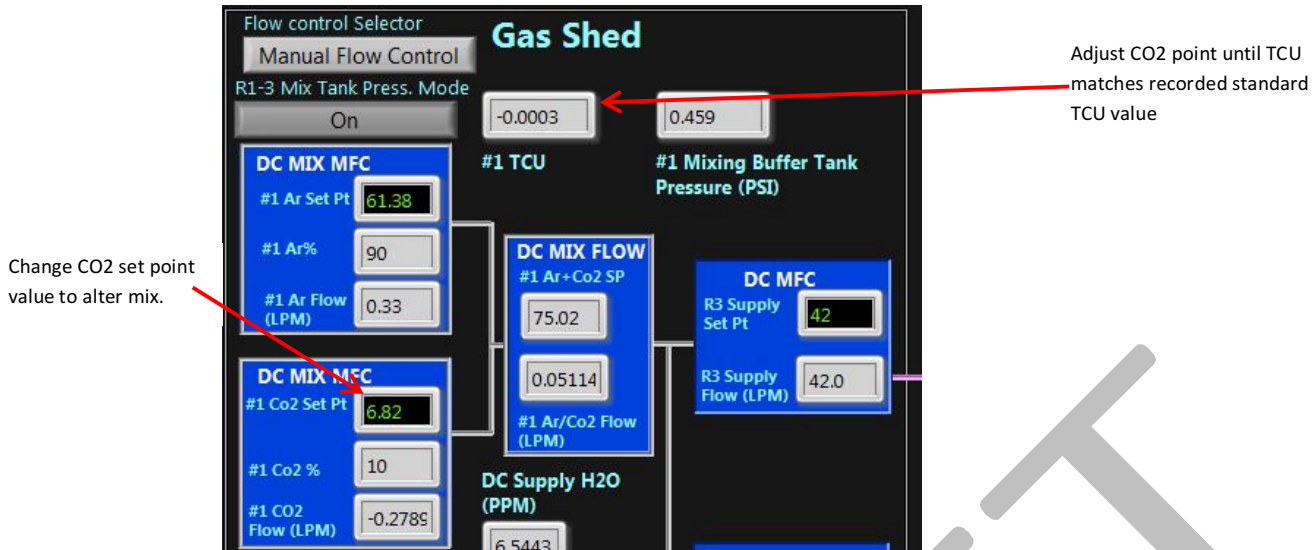 Flow control Selector
Manual Flow Control
Gas Shed
R1-3 Mix Tank Press. Mode
On
-0.0003
#1 TCU
0.459
#1 Mixing Buffer Tank
Pressure (PSI)
Adjust CO2 point until TCU
matches recorded standard
TCU value
DC MIX MFC
#1 Ar Set Pt
61.38
#1 Ar%
90
#1 Ar Flow
(LPM)
0.33
Change CO2 set point
value to alter mix.
DC MIX MFC
#1 Co2 Set Pt
6.82
#1 Co2 %
10
#1 CO2
Flow (LPM)
-0.2789
DC MIX FLOW
#1 Ar+Co2 SP
75.02
0.05114
#1 Ar/Co2 Flow
(LPM)
DC Supply H2O
(PPM)
6.5443
DC MFC
R3 Supply
Set Pt
42
R3 Supply
Flow (LPM)
42.0